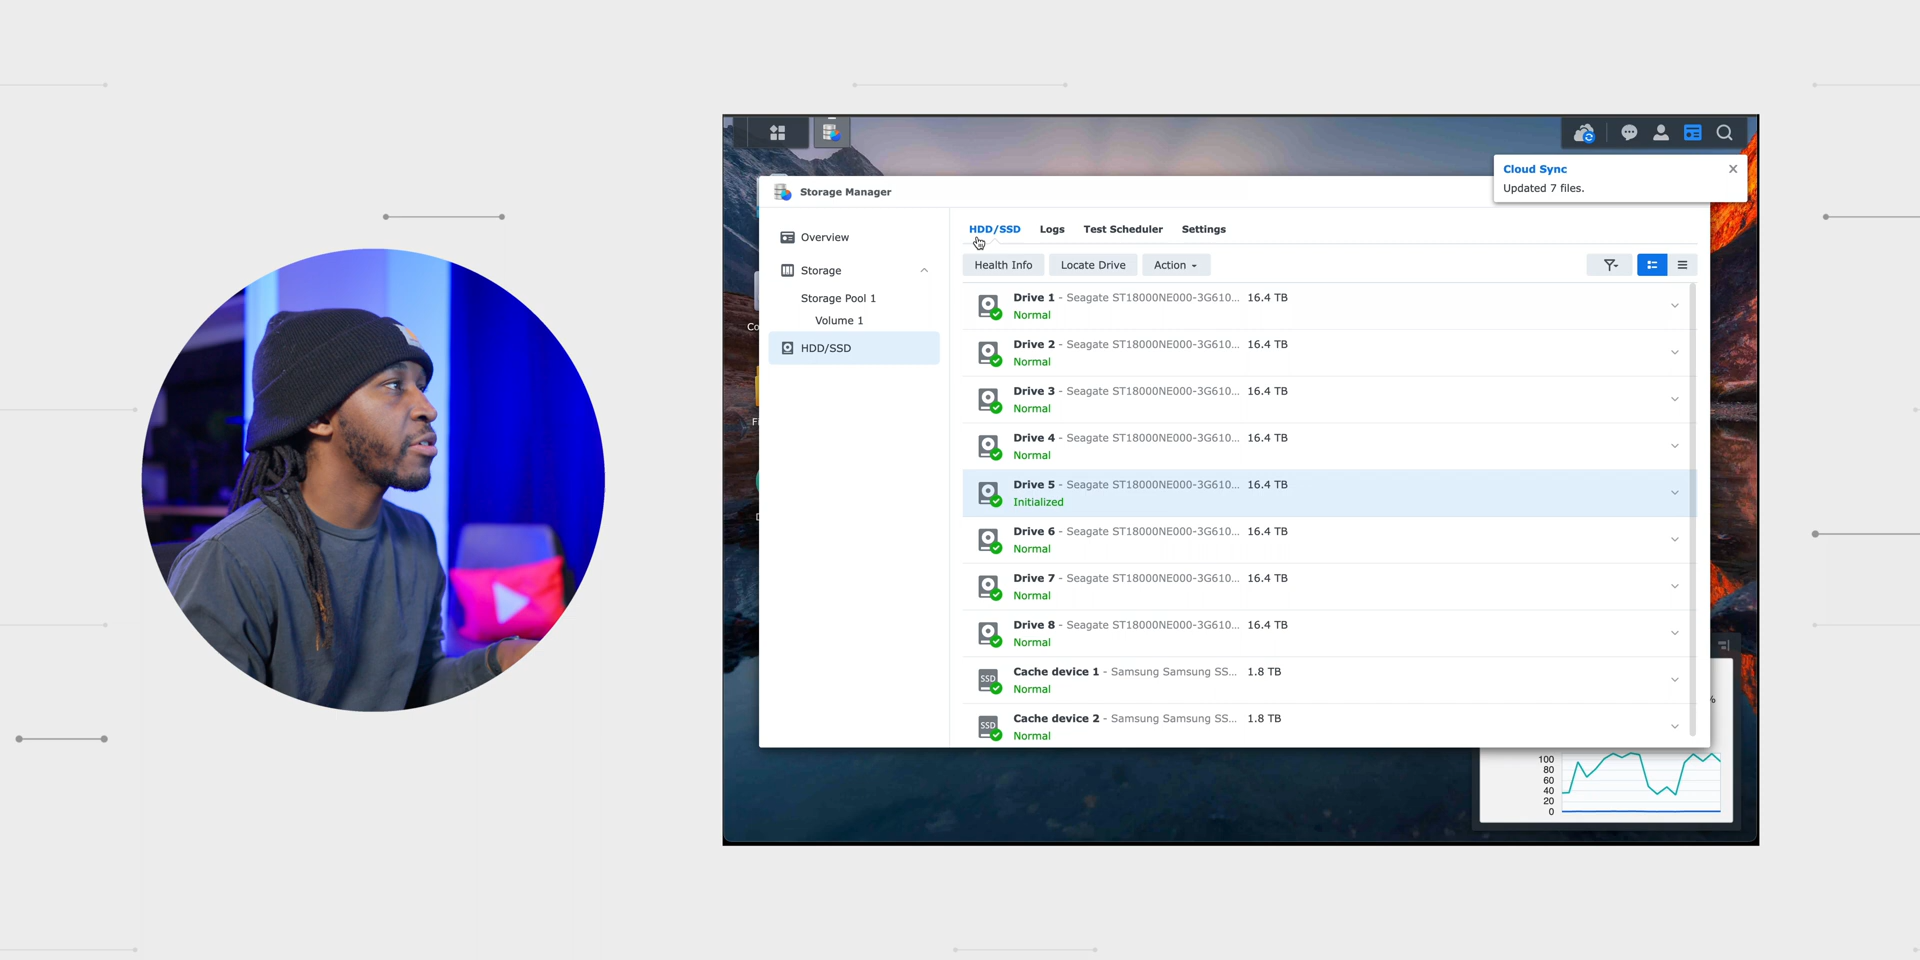 Cloud Sync
Updated 7 files.
Storage Manager
Overview
Storage
Storage Pool 1
Volume 1
HDD/SSD
HDD/SSD Logs Test Scheduler Settings
Health Info Locate Drive Action
Drive 1 - Seagate ST18000NE000-3G610... 16.4 TB
Normal
Drive 2 - Seagate ST18000NE000-3G610... 16.4 TB
Normal
Drive 3 - Seagate ST18000NE000-3G610... 16.4 TB
Normal
Drive 4 - Seagate ST18000NE000-3G610... 16.4 TB
Normal
Drive 5 - Seagate ST18000NE000-3G610... 16.4 TB
Initialized
Drive 6 - Seagate ST18000NE000-3G610... 16.4 TB
Normal
Drive 7 - Seagate ST18000NE000-3G610... 16.4 TB
Normal
Drive 8 - Seagate ST18000NE000-3G610... 16.4 TB
Normal
SSD
Cache device 1 - Samsung Samsung SS... 1.8 TB
Normal
SSD
Cache device 2 - Samsung Samsung SS... 1.8 TB
Normal
Co
Fi
D
%
100
80
60
40
20
0